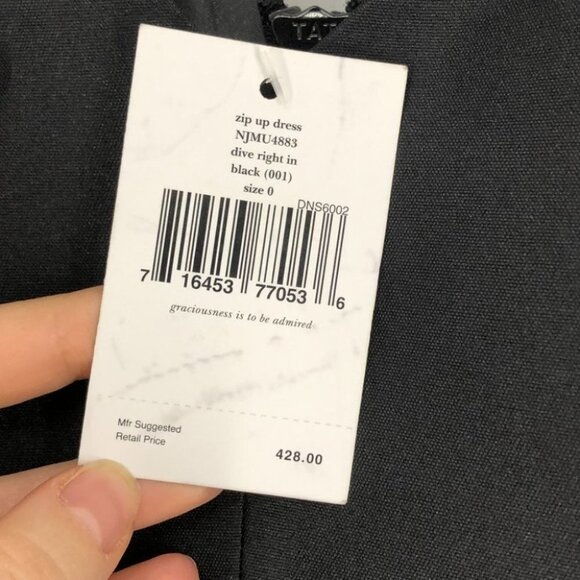 zip up dress
NJMU4883
dive right in
black (001)
size 0
DNS6002
7 16453 77053 6
graciousness is to be admired
Mfr Suggested
Retail Price
428.00